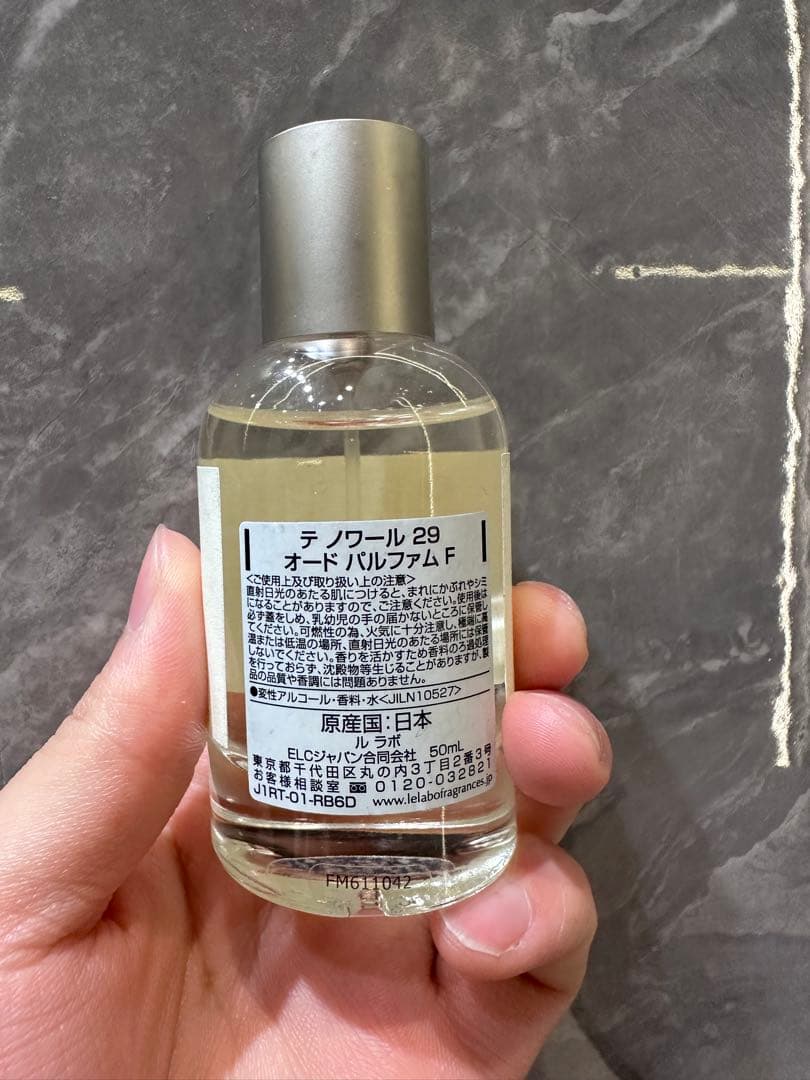 テ ノワール 29
オード パルファム F
<ご使用上及び取り扱い上の注意>
直射日光のあたる肌につけると、まれにかぶれやシミ
になることがありますので、ご注意ください。使用後は
必ず蓋をしめ、乳幼児の手の届かないところに保管し
てください。可燃性の為、火気に十分注意し、極端に高
温または低温の場所、直射日光のあたる場所には保管
しないでください。香りを活かすため香料のろ過処理
を行っておらず、沈殿物等生じることがありますが、製
品の品質や香調には問題ありません。
●変性アルコール・香料・水<JILN10527>
原産国:日本
ル ラボ
ELCジャパン合同会社 50mL
東京都千代田区丸の内3丁目2番3号
お客様相談室 0120-032821
J1RT-01-RB6D www.lelabofragrances.jp
FM611042